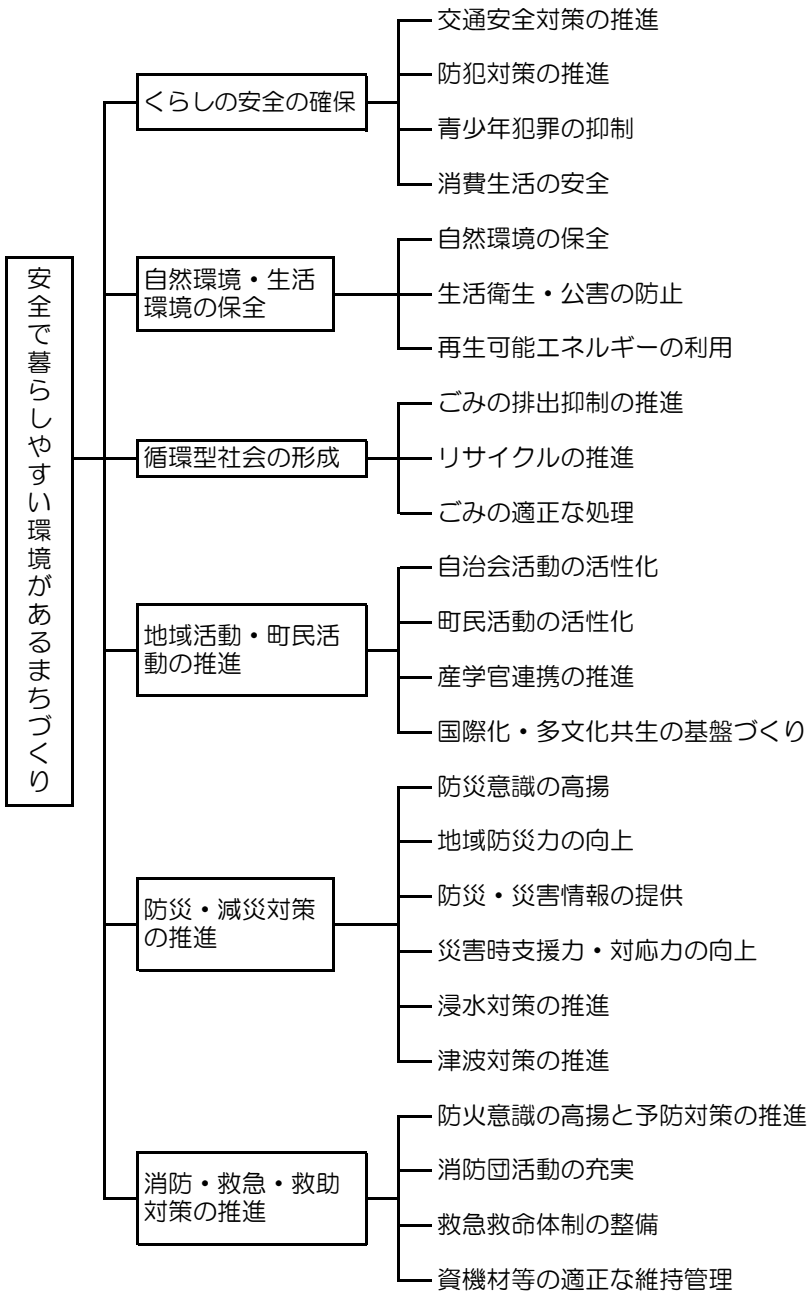 安全で暮らしやすい環境があるまちづくり
くらしの安全の確保
交通安全対策の推進
防犯対策の推進
青少年犯罪の抑制
消費生活の安全
自然環境・生活
環境の保全
自然環境の保全
生活衛生・公害の防止
再生可能エネルギーの利用
循環型社会の形成
ごみの排出抑制の推進
リサイクルの推進
ごみの適正な処理
地域活動・町民活
動の推進
自治会活動の活性化
町民活動の活性化
産学官連携の推進
国際化・多文化共生の基盤づくり
防災・減災対策
の推進
防災意識の高揚
地域防災力の向上
防災・災害情報の提供
災害時支援力・対応力の向上
浸水対策の推進
津波対策の推進
消防・救急・救助
対策の推進
防火意識の高揚と予防対策の推進
消防団活動の充実
救急救命体制の整備
資機材等の適正な維持管理